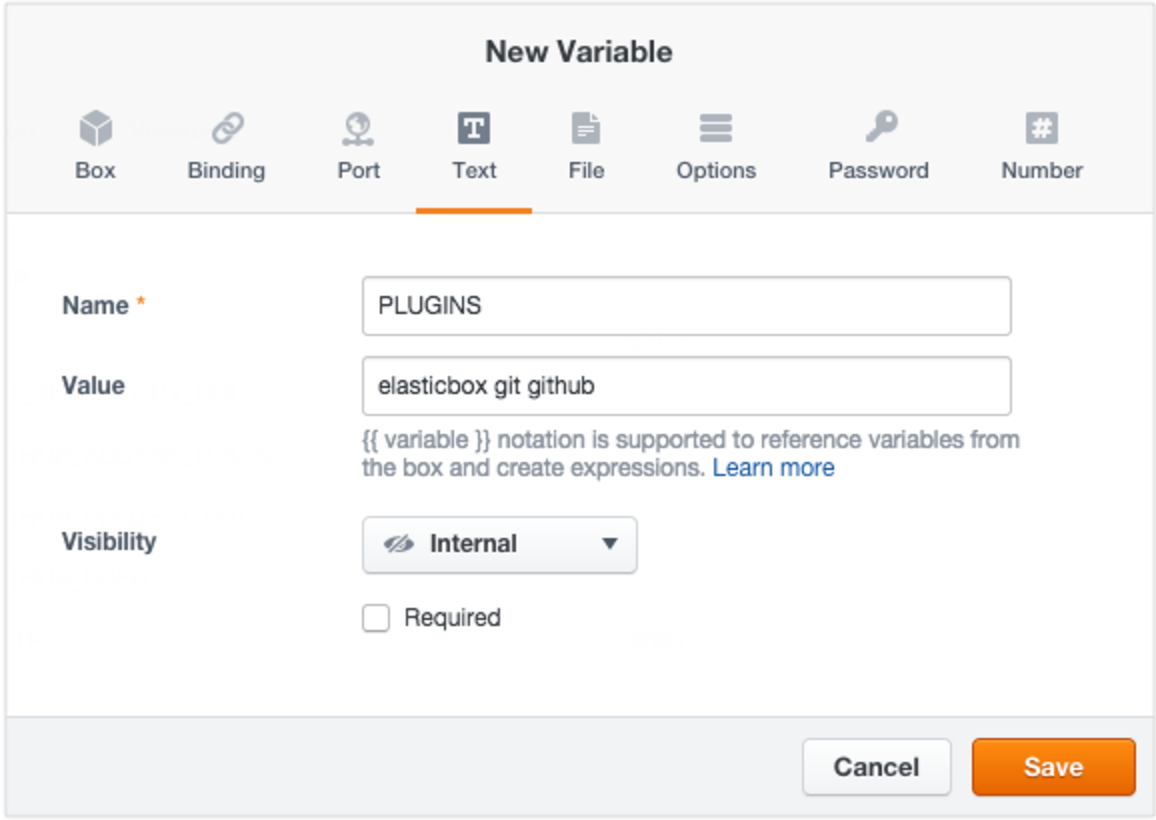 New Variable
Box Binding Port Text File Options Password Number
Name * PLUGINS
Value elasticbox git github
{{ variable }} notation is supported to reference variables from
the box and create expressions. Learn more
Visibility Internal
Required
Cancel Save